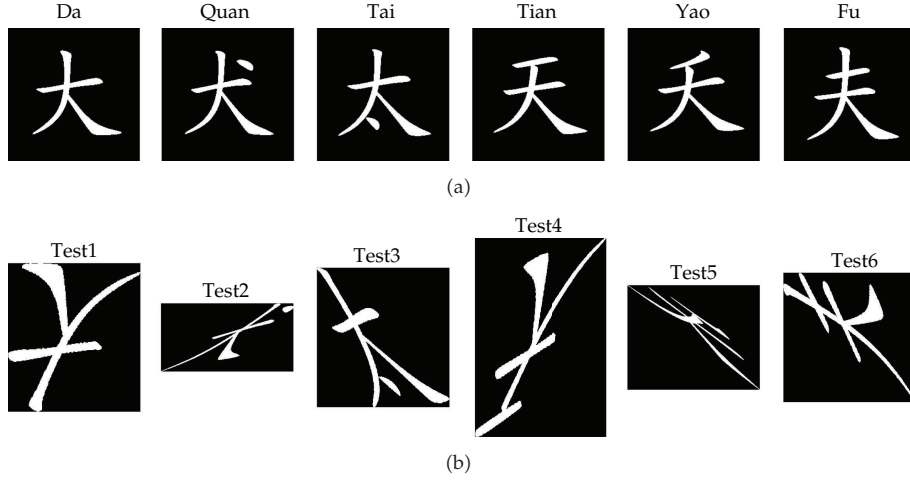 Da Quan Tai Tian Yao Fu
大 犬 太 天 夭 夫
(a)
Test1 Test2 Test3 Test4 Test5 Test6
(b)